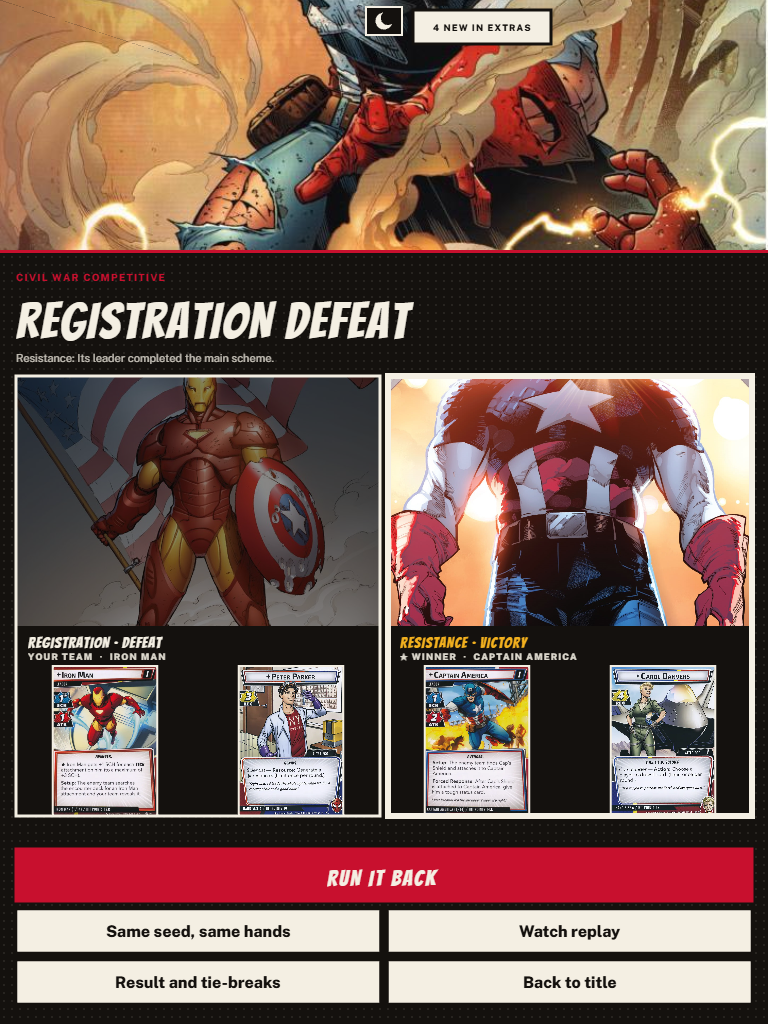 4 NEW IN EXTRAS
CIVIL WAR COMPETITIVE
REGISTRATION DEFEAT
Resistance: Its leader completed the main scheme.
REGISTRATION · DEFEAT
YOUR TEAM · IRON MAN
RESISTANCE · VICTORY
★ WINNER · CAPTAIN AMERICA
IRON MAN
PETER PARKER
CAPTAIN AMERICA
CAROL DANVERS
RUN IT BACK
Same seed, same hands
Watch replay
Result and tie-breaks
Back to title